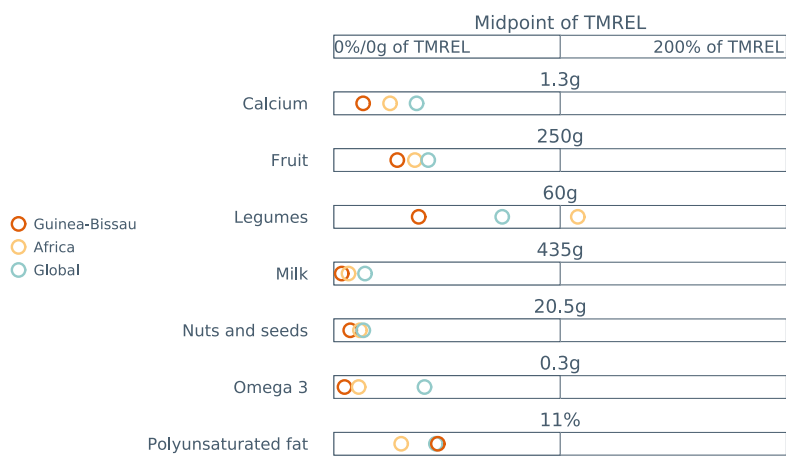 Midpoint of TMREL
0%/0g of TMREL 200% of TMREL
1.3g
Calcium
250g
Fruit
60g
Legumes
Guinea-Bissau
Africa
Global
435g
Milk
20.5g
Nuts and seeds
0.3g
Omega 3
11%
Polyunsaturated fat